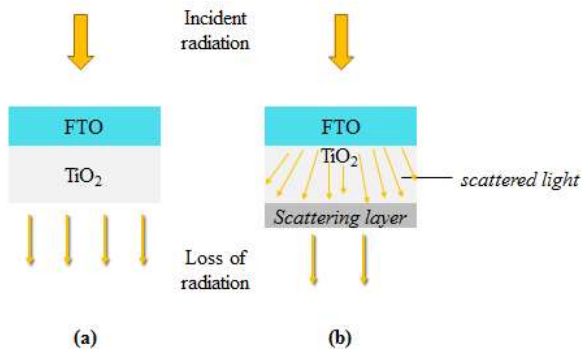 Incident
radiation
FTO
FTO
TiO₂
TiO₂
scattered light
Scattering layer
Loss of
radiation
(a)
(b)